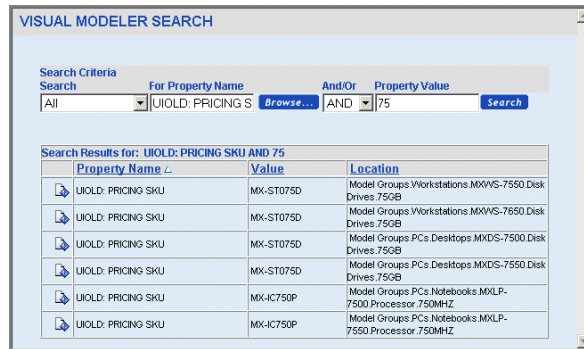 VISUAL MODELER SEARCH
Search Criteria
Search For Property Name And/Or Property Value
All UIOLD: PRICING S Browse... AND 75 Search
Search Results for: UIOLD: PRICING SKU AND 75
Property Name Value Location
UIOLD: PRICING SKU MX-ST075D Model Groups.Workstations.MXWS-7550.Disk
Drives.75GB
UIOLD: PRICING SKU MX-ST075D Model Groups.Workstations.MXWS-7650.Disk
Drives.75GB
UIOLD: PRICING SKU MX-ST075D Model Groups.PCs.Desktops.MXDS-7500.Disk
Drives.75GB
UIOLD: PRICING SKU MX-ST075D Model Groups.PCs.Desktops.MXDS-7550.Disk
Drives.75GB
UIOLD: PRICING SKU MX-IC750P Model Groups.PCs.Notebooks.MXLP-
7500.Processor.750MHZ
UIOLD: PRICING SKU MX-IC750P Model Groups.PCs.Notebooks.MXLP-
7550.Processor.750MHZ